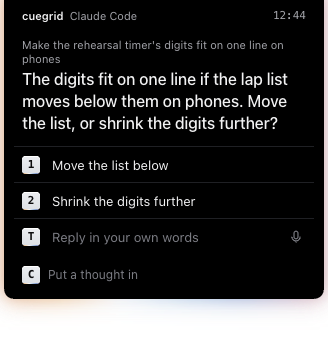 cuegrid Claude Code 12:44
Make the rehearsal timer's digits fit on one line on
phones
The digits fit on one line if the lap list
moves below them on phones. Move
the list, or shrink the digits further?
1 Move the list below
2 Shrink the digits further
T Reply in your own words
C Put a thought in